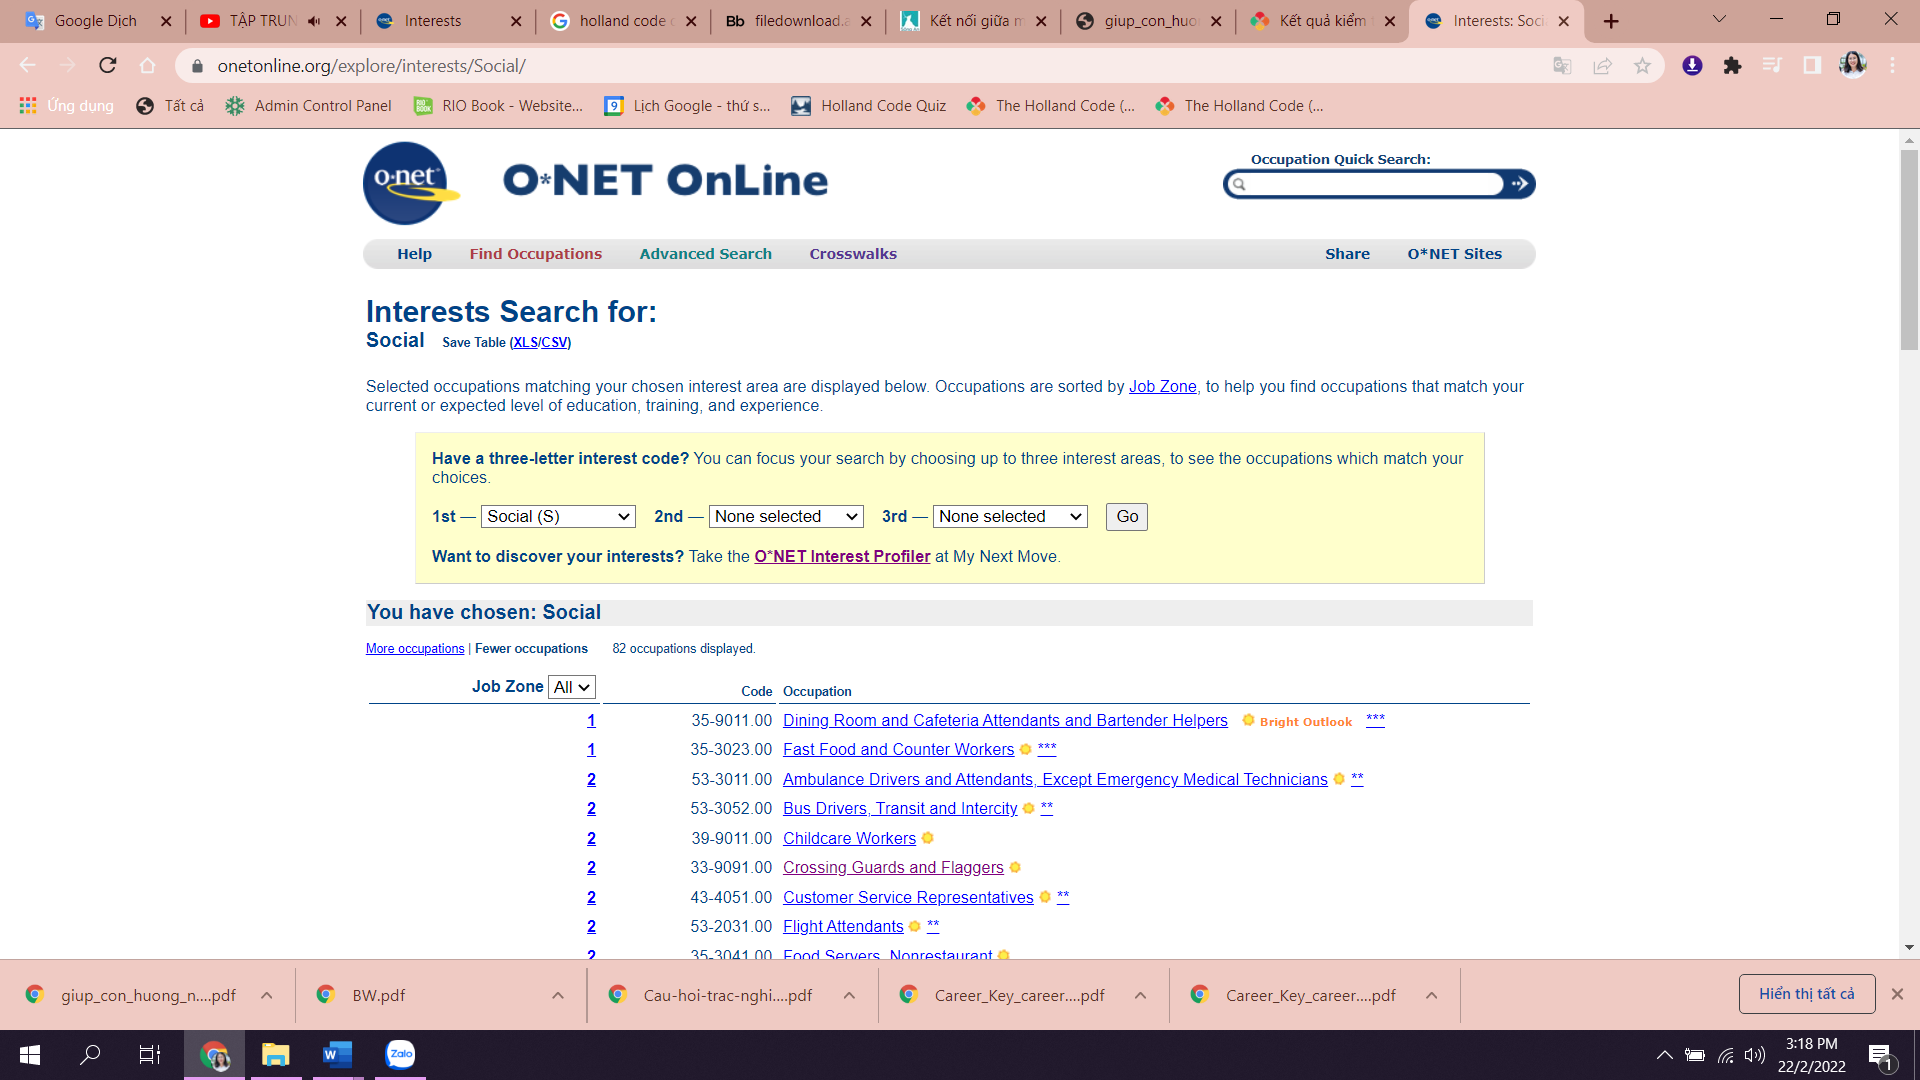 Google Dịch
TẬP TRUN
Interests
holland code
filedownload.a
Kết nối giữa m
giup_con_huo
Kết quả kiểm
Interests: Soci
onetonline.org/explore/interests/Social/
Ứng dụng
Tất cả
Admin Control Panel
RIO Book - Website...
Lịch Google - thứ s...
Holland Code Quiz
The Holland Code (...
The Holland Code (...
o·net
O*NET OnLine
Occupation Quick Search:
Help Find Occupations Advanced Search Crosswalks Share O*NET Sites
Interests Search for:
Social Save Table (XLS/CSV)
Selected occupations matching your chosen interest area are displayed below. Occupations are sorted by Job Zone, to help you find occupations that match your
current or expected level of education, training, and experience.
Have a three-letter interest code? You can focus your search by choosing up to three interest areas, to see the occupations which match your
choices.
1st — Social (S) 2nd — None selected 3rd — None selected Go
Want to discover your interests? Take the O*NET Interest Profiler at My Next Move.
You have chosen: Social
More occupations | Fewer occupations 82 occupations displayed.
Job Zone All Code Occupation
1 35-9011.00 Dining Room and Cafeteria Attendants and Bartender Helpers Bright Outlook ***
1 35-3023.00 Fast Food and Counter Workers ***
2 53-3011.00 Ambulance Drivers and Attendants, Except Emergency Medical Technicians **
2 53-3052.00 Bus Drivers, Transit and Intercity **
2 39-9011.00 Childcare Workers
2 33-9091.00 Crossing Guards and Flaggers
2 43-4051.00 Customer Service Representatives **
2 53-2031.00 Flight Attendants **
2 35-3041.00 Food Servers, Nonrestaurant
giup_con_huong_n....pdf
BW.pdf
Cau-hoi-trac-nghi....pdf
Career_Key_career....pdf
Career_Key_career....pdf
Hiển thị tất cả
Zalo
3:18 PM
22/2/2022
1